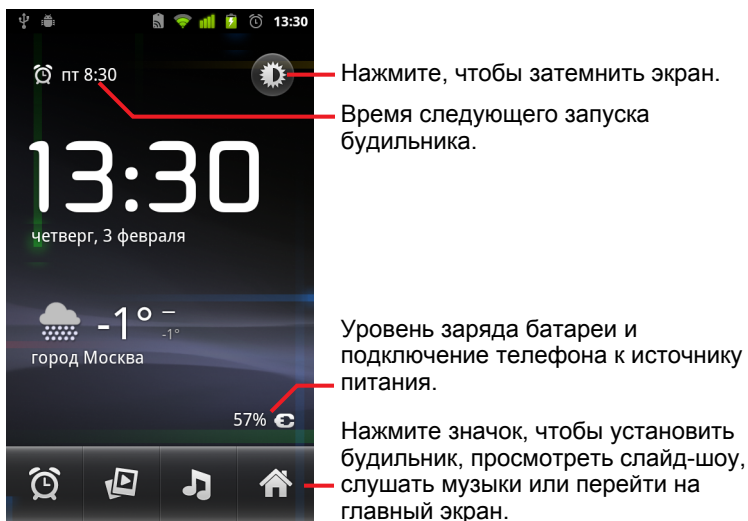 13:30
пт 8:30
Нажмите, чтобы затемнить экран.
Время следующего запуска
будильника.
13:30
четверг, 3 февраля
-1° –
-1°
город Москва
Уровень заряда батареи и
подключение телефона к источнику
питания.
57%
Нажмите значок, чтобы установить
будильник, просмотреть слайд-шоу,
слушать музыки или перейти на
главный экран.